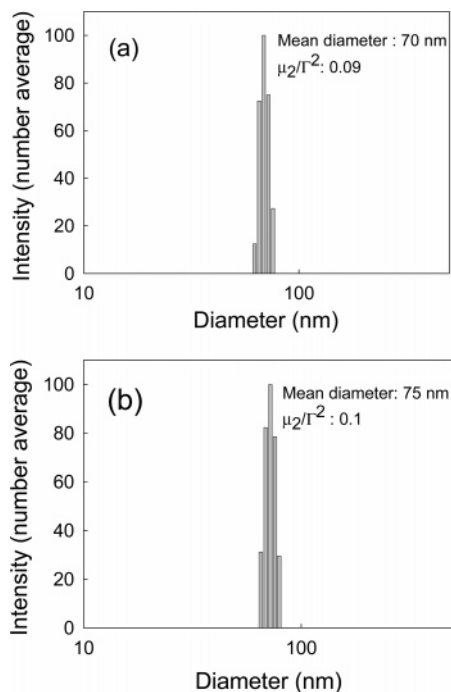 (a)
Mean diameter : 70 nm
μ2/Γ2: 0.09
Intensity (number average)
100
80
60
40
20
0
10
100
Diameter (nm)
(b)
Mean diameter: 75 nm
μ2/Γ2 : 0.1
Intensity (number average)
100
80
60
40
20
0
10
100
Diameter (nm)